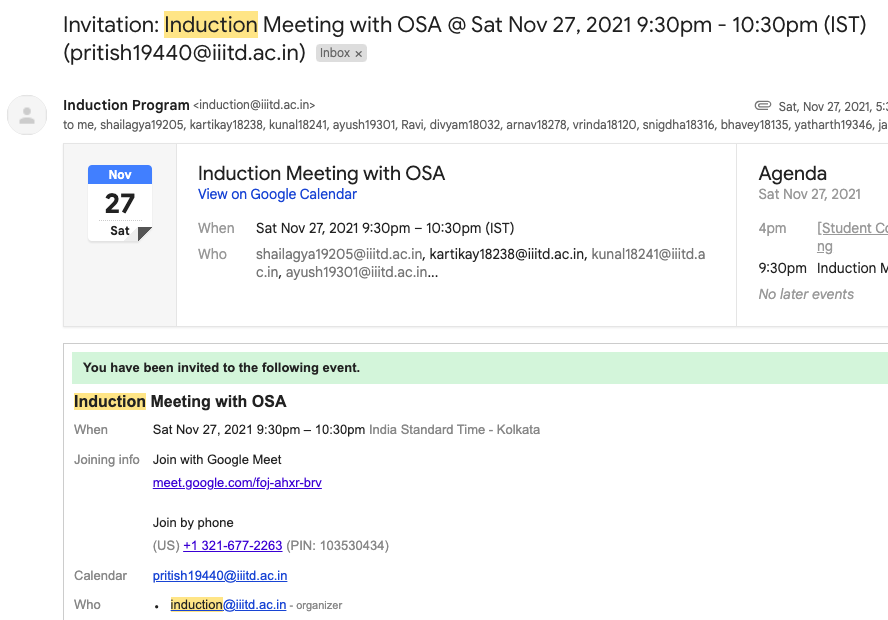 Invitation: Induction Meeting with OSA @ Sat Nov 27, 2021 9:30pm - 10:30pm (IST)
(pritish19440@iiitd.ac.in) Inbox ×
Induction Program <induction@iiitd.ac.in>
Sat, Nov 27, 2021, 5:3
to me, shailagya19205, kartikay18238, kunal18241, ayush19301, Ravi, divyam18032, arnav18278, vrinda18120, snigdha18316, bhavey18135, yatharth19346, ja
Nov
27
Sat
Induction Meeting with OSA
View on Google Calendar
When Sat Nov 27, 2021 9:30pm – 10:30pm (IST)
Who shailagya19205@iiitd.ac.in, kartikay18238@iiitd.ac.in, kunal18241@iiitd.a
c.in, ayush19301@iiitd.ac.in...
Agenda
Sat Nov 27, 2021
4pm [Student Co
ng
9:30pm Induction M
No later events
You have been invited to the following event.
Induction Meeting with OSA
When Sat Nov 27, 2021 9:30pm – 10:30pm India Standard Time - Kolkata
Joining info Join with Google Meet
meet.google.com/foj-ahxr-brv
Join by phone
(US) +1 321-677-2263 (PIN: 103530434)
Calendar pritish19440@iiitd.ac.in
Who • induction@iiitd.ac.in - organizer